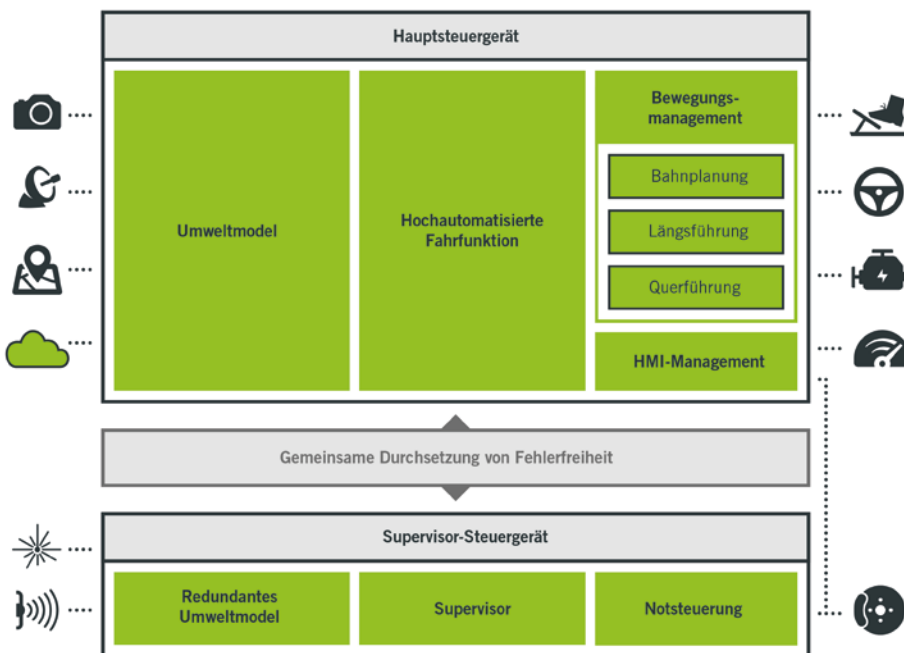 Hauptsteuergerät
Umweltmodel
Hochautomatisierte
Fahrfunktion
Bewegungs-
management
Bahnplanung
Längsführung
Querführung
HMI-Management
Gemeinsame Durchsetzung von Fehlerfreiheit
Supervisor-Steuergerät
Redundantes
Umweltmodel
Supervisor
Notsteuerung